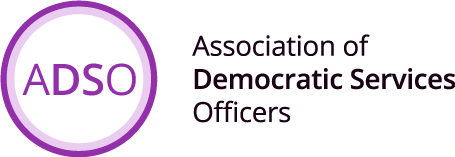 ADSO
Association of
Democratic Services
Officers